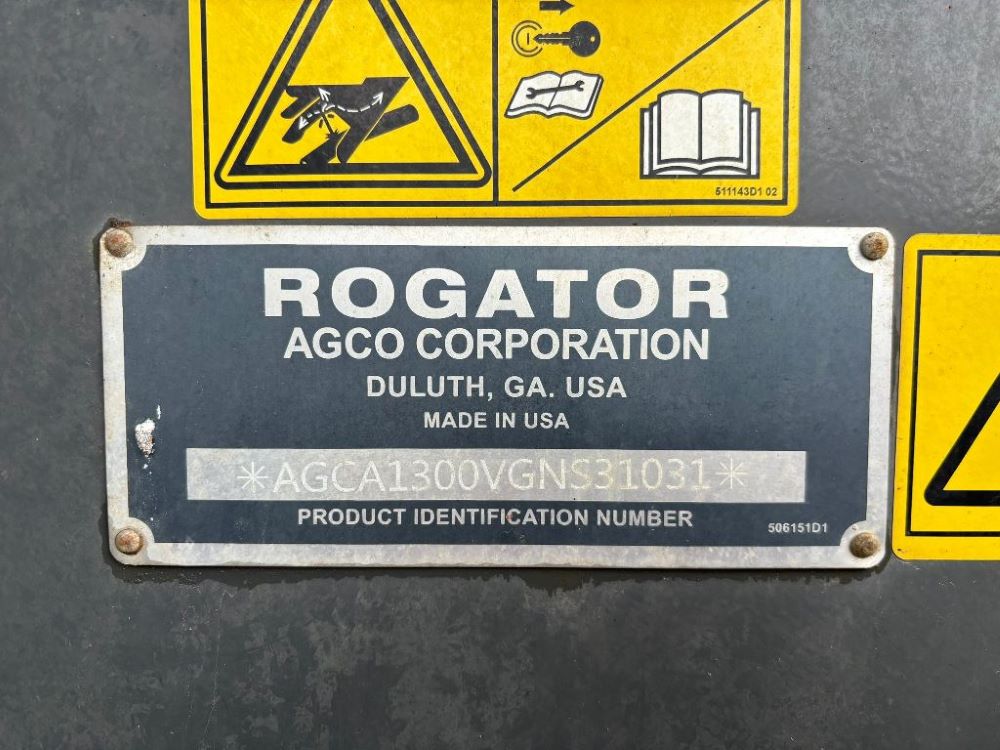 511143D1 02
ROGATOR
AGCO CORPORATION
DULUTH, GA. USA
MADE IN USA
*AGCA1300VGNS31031*
PRODUCT IDENTIFICATION NUMBER
506151D1